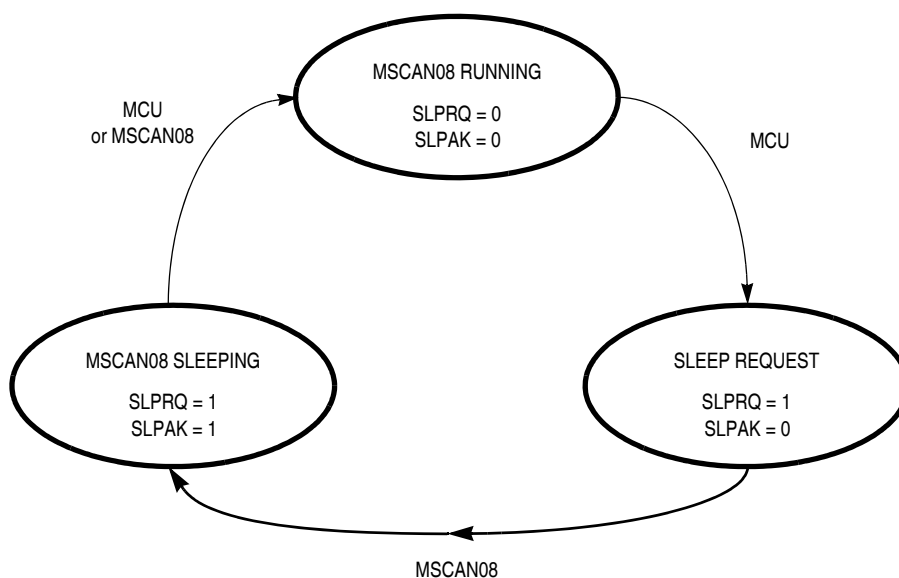 MSCAN08 RUNNING
SLPRQ = 0
SLPAK = 0
MCU
or MSCAN08
MCU
MSCAN08 SLEEPING
SLPRQ = 1
SLPAK = 1
SLEEP REQUEST
SLPRQ = 1
SLPAK = 0
MSCAN08